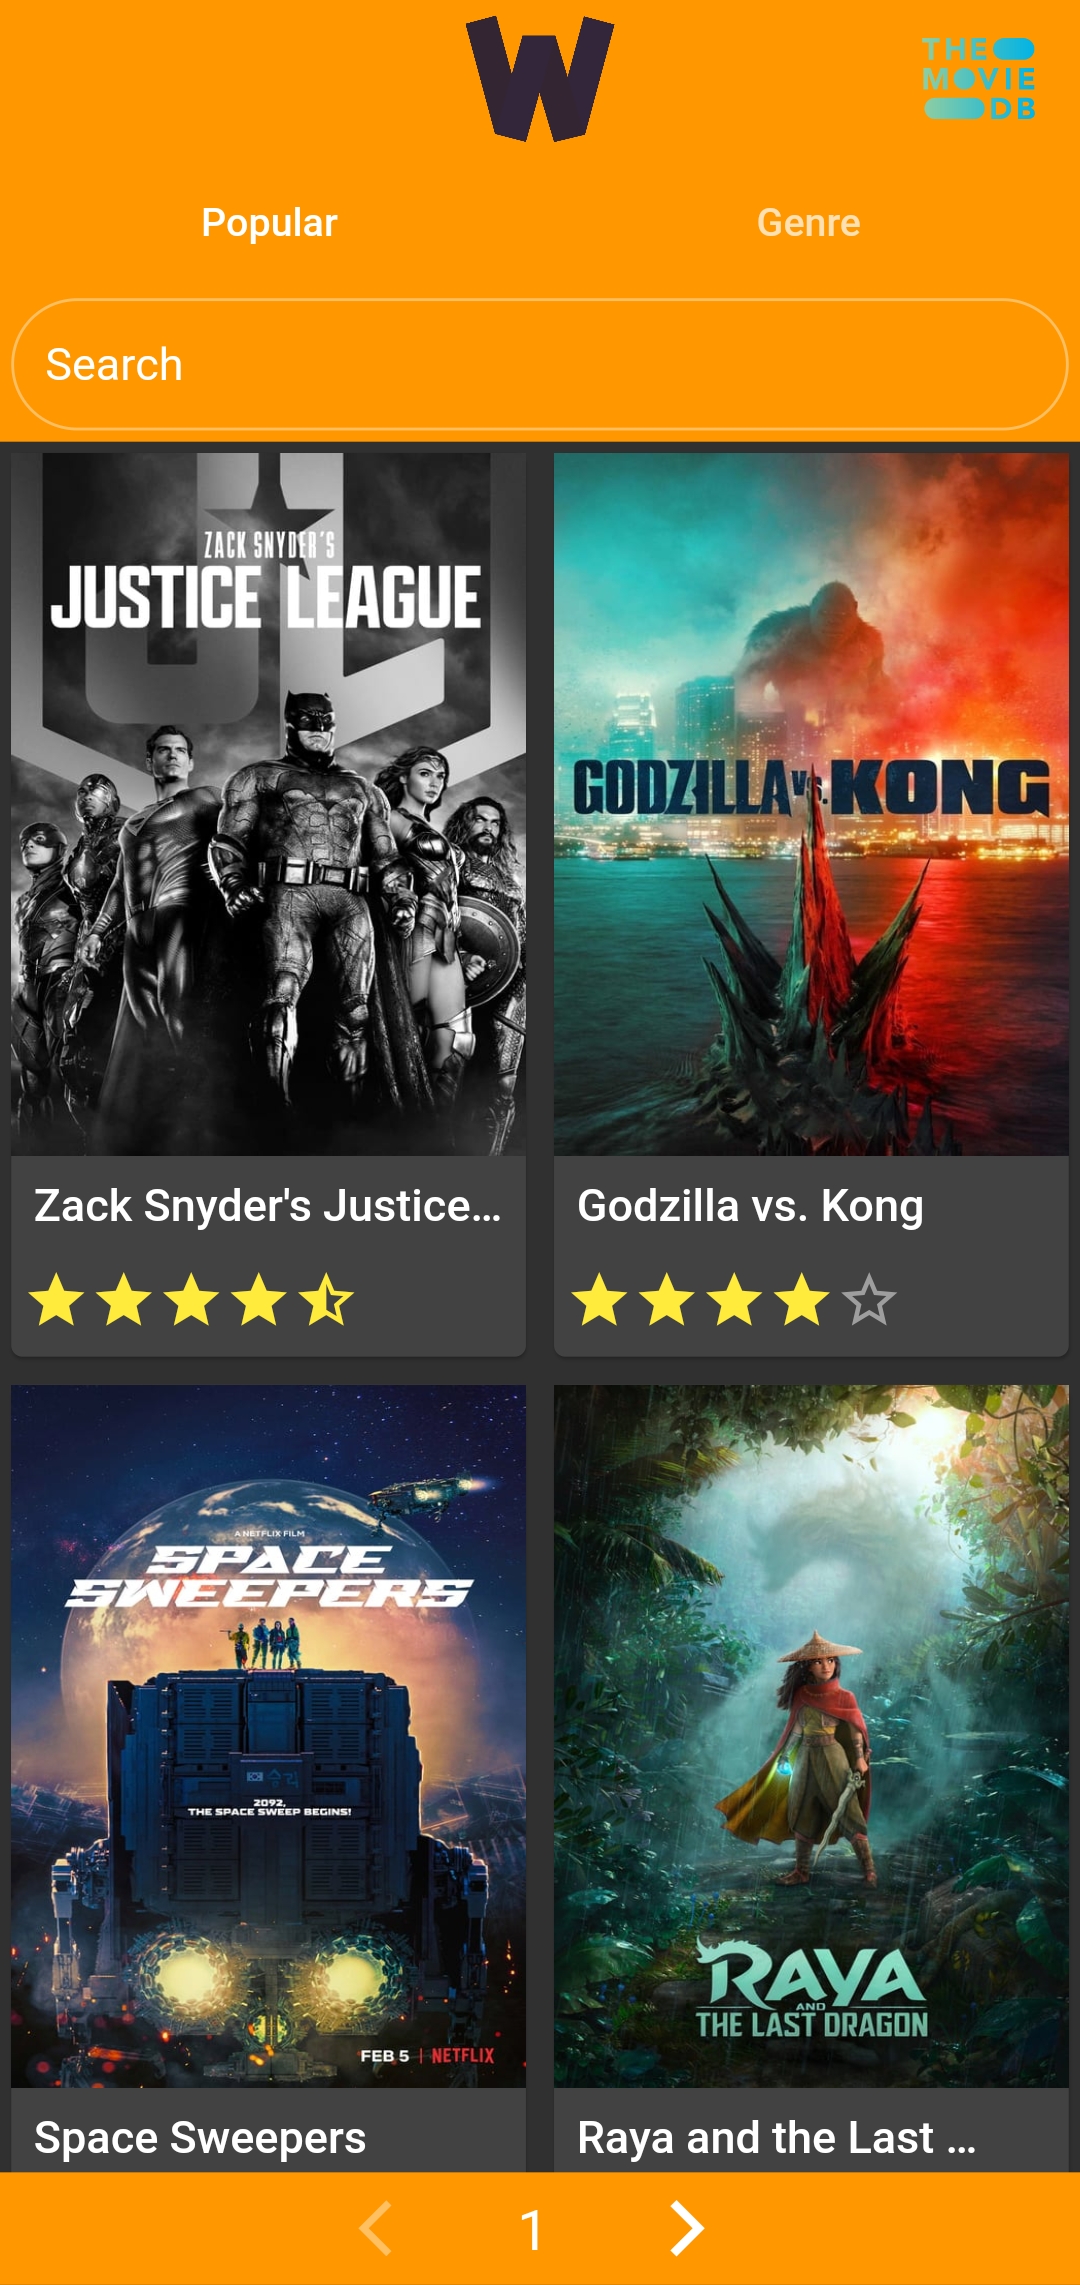 W
THE
MOVIE
DB
Popular
Genre
Search
ZACK SNYDER'S
JUSTICE LEAGUE
GODZILLA VS. KONG
Zack Snyder's Justice...
Godzilla vs. Kong
A NETFLIX FILM
SPACE
SWEEPERS
승리
2092,
THE SPACE SWEEP BEGINS!
FEB 5 | NETFLIX
RAYA
AND
THE LAST DRAGON
Space Sweepers
Raya and the Last ...
1